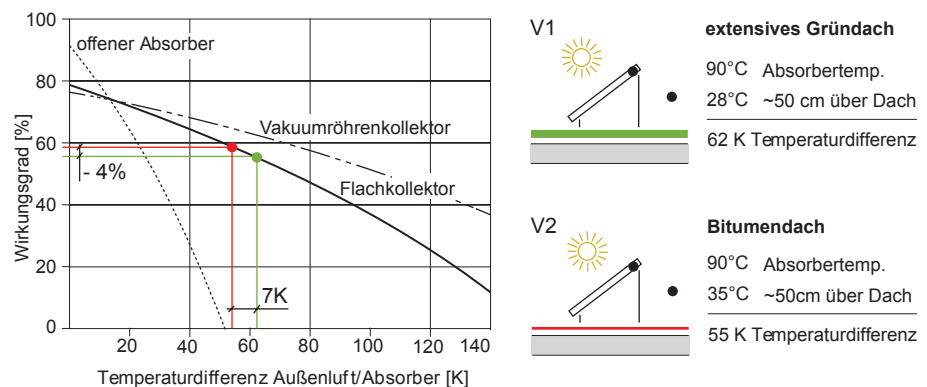 100
80
60
40
20
0
Wirkungsgrad [%]
offener Absorber
Vakuumröhrenkollektor
Flachkollektor
- 4%
7K
20 40 60 80 100 120 140
Temperaturdifferenz Außenluft/Absorber [K]
V1
extensives Gründach
90°C Absorbertemp.
28°C ~50 cm über Dach
62 K Temperaturdifferenz
V2
Bitumendach
90°C Absorbertemp.
35°C ~50cm über Dach
55 K Temperaturdifferenz